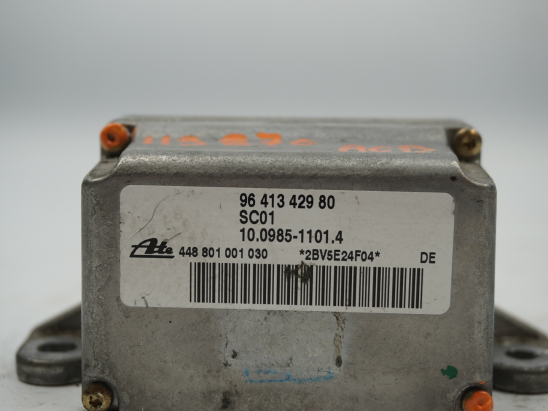 96 413 429 80
SC01
10.0985-1101.4
Ate 448 801 001 030 *2BV5E24F04* DE